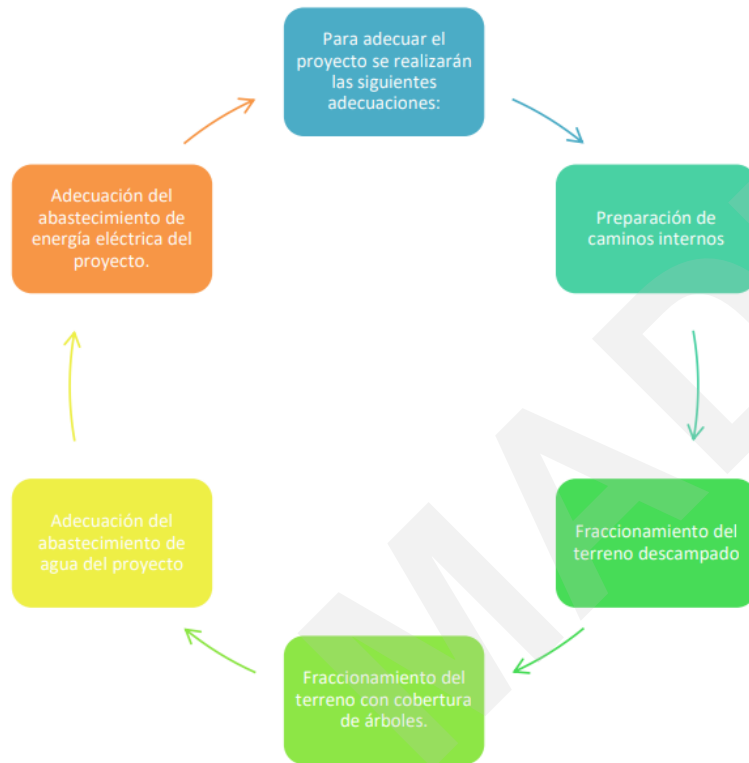 Para adecuar el
proyecto se realizarán
las siguientes
adecuaciones:
Preparación de
caminos internos
Fraccionamiento del
terreno descampado
Fraccionamiento del
terreno con cobertura
de árboles.
Adecuación del
abastecimiento de
agua del proyecto
Adecuación del
abastecimiento de
energía eléctrica del
proyecto.